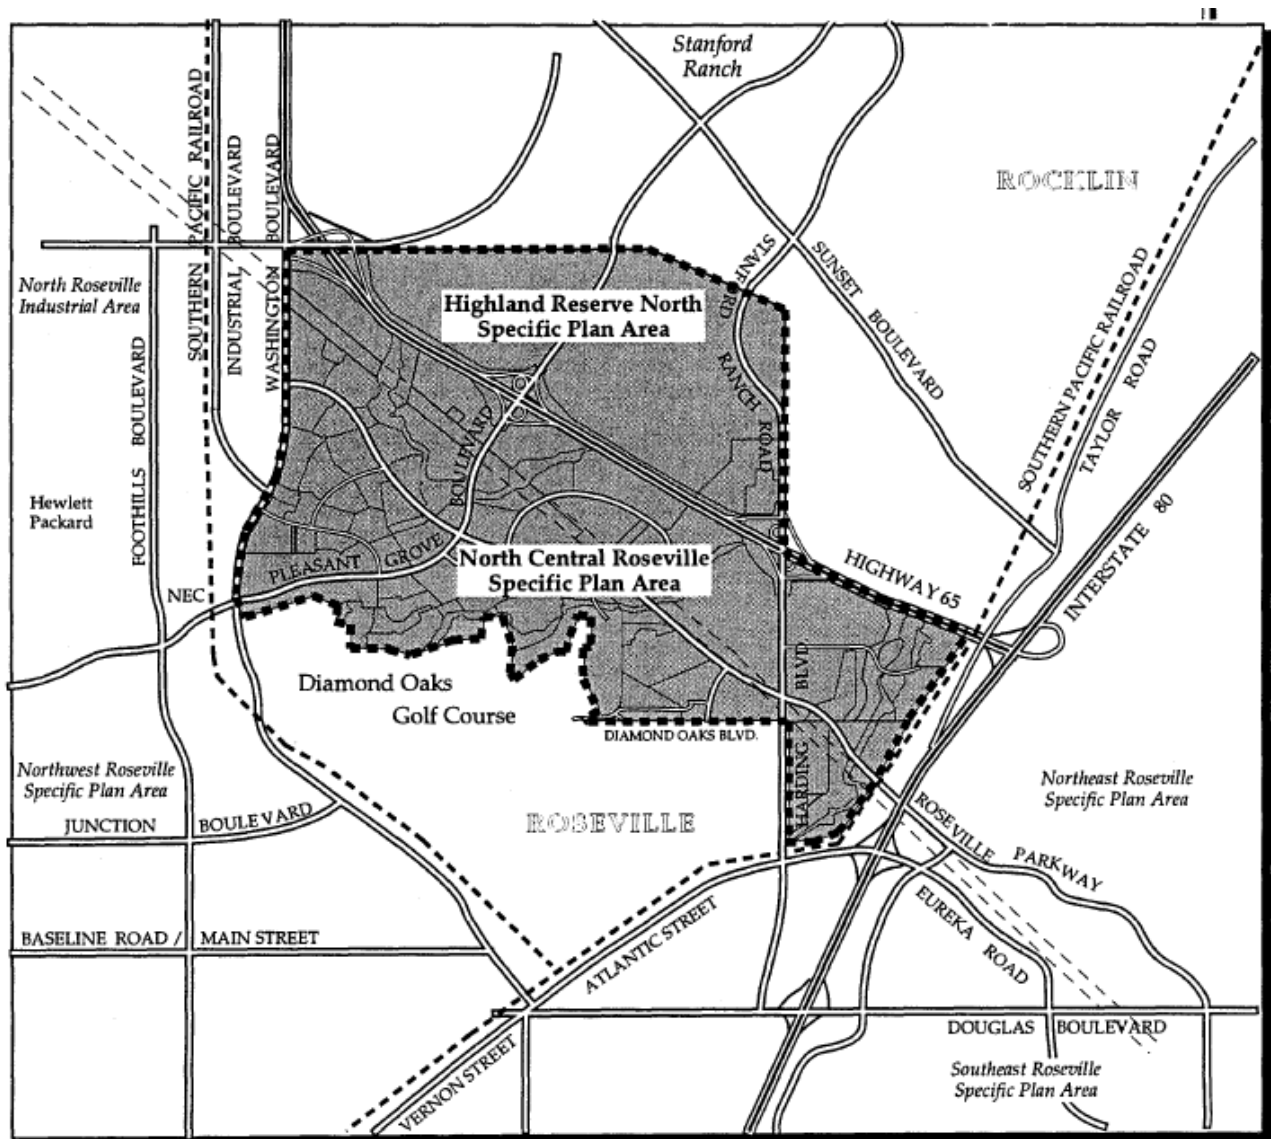 Stanford
Ranch
ROCKLIN
SOUTHERN PACIFIC RAILROAD
INDUSTRIAL BOULEVARD
WASHINGTON BOULEVARD
North Roseville
Industrial Area
FOOTHILLS BOULEVARD
Hewlett
Packard
NEC
Highland Reserve North
Specific Plan Area
STANFORD RANCH ROAD
SUNSET BOULEVARD
SOUTHERN PACIFIC RAILROAD
TAYLOR ROAD
INTERSTATE 80
HIGHWAY 65
PLEASANT GROVE BOULEVARD
North Central Roseville
Specific Plan Area
Diamond Oaks
Golf Course
DIAMOND OAKS BLVD.
HARDING BLVD
Northwest Roseville
Specific Plan Area
JUNCTION BOULEVARD
ROSEVILLE
Northeast Roseville
Specific Plan Area
ROSEVILLE PARKWAY
EUREKA ROAD
BASELINE ROAD / MAIN STREET
ATLANTIC STREET
VERNON STREET
DOUGLAS BOULEVARD
Southeast Roseville
Specific Plan Area